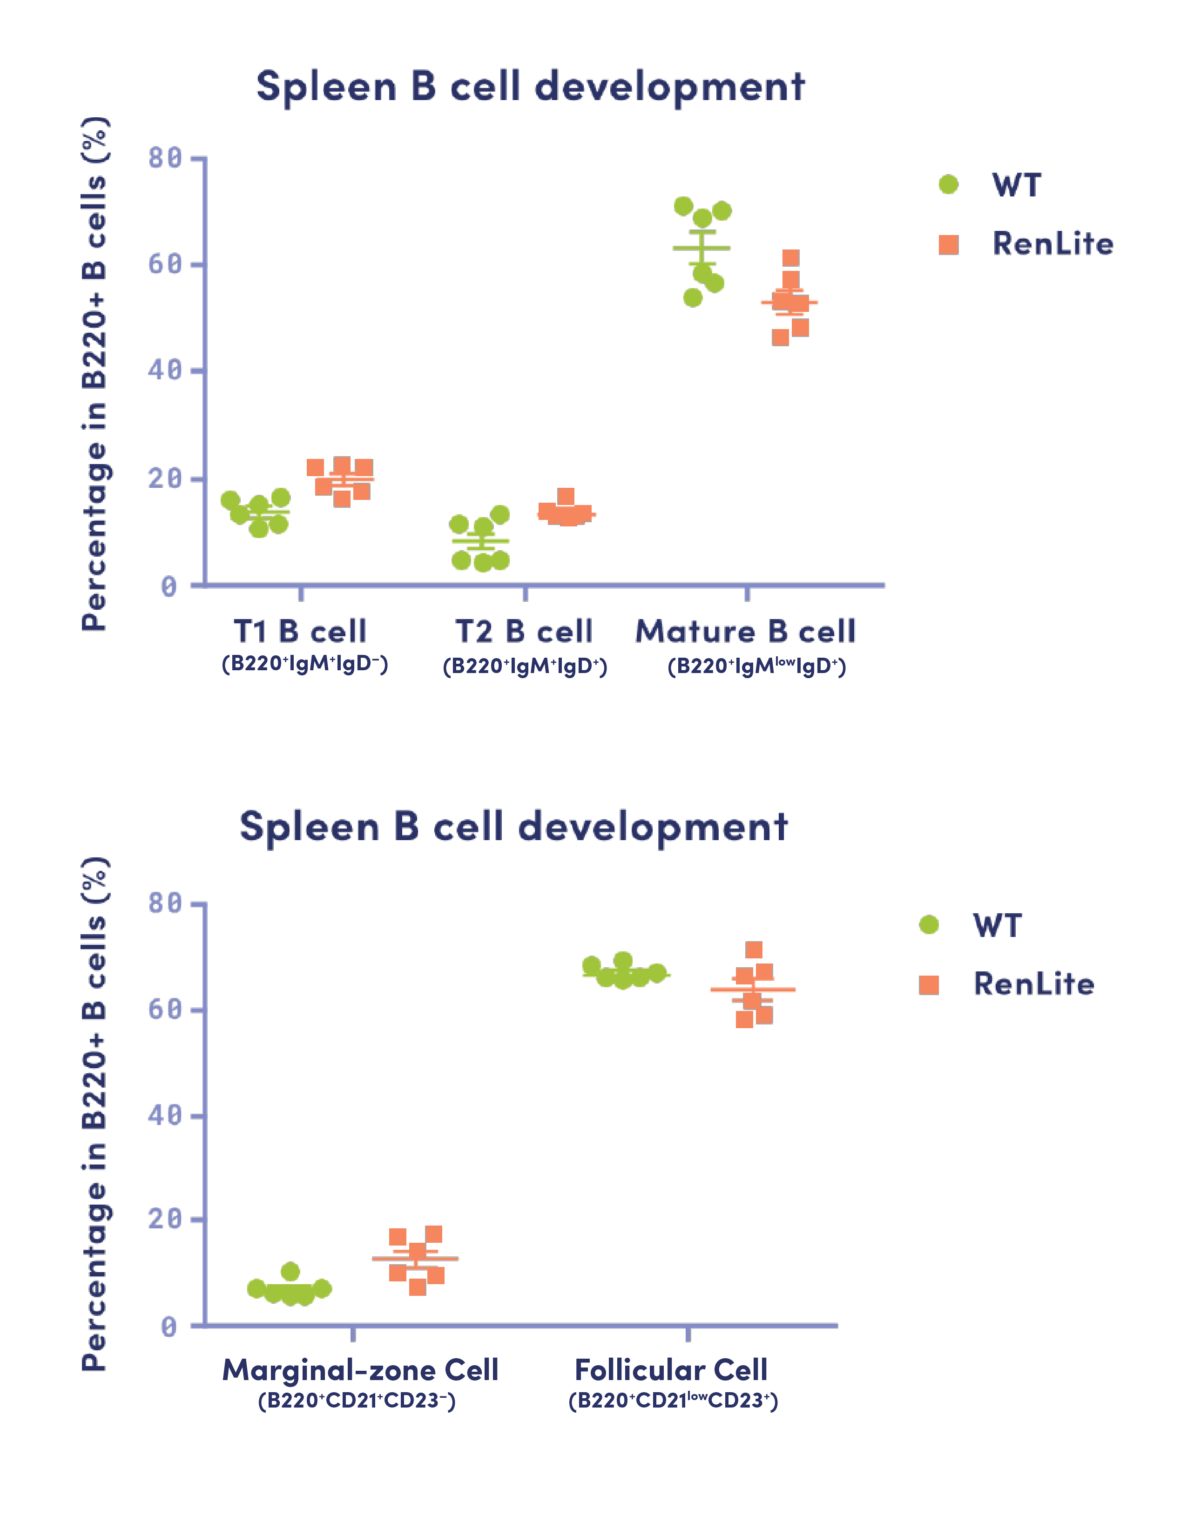 Spleen B cell development
Percentage in B220+ B cells (%)
80
60
40
20
0
WT
RenLite
T1 B cell
(B220⁺IgM⁺IgD⁻)
T2 B cell
(B220⁺IgM⁺IgD⁺)
Mature B cell
(B220⁺IgMˡᵒʷIgD⁺)
Spleen B cell development
Percentage in B220+ B cells (%)
80
60
40
20
0
WT
RenLite
Marginal-zone Cell
(B220⁺CD21⁺CD23⁻)
Follicular Cell
(B220⁺CD21ˡᵒʷCD23⁺)